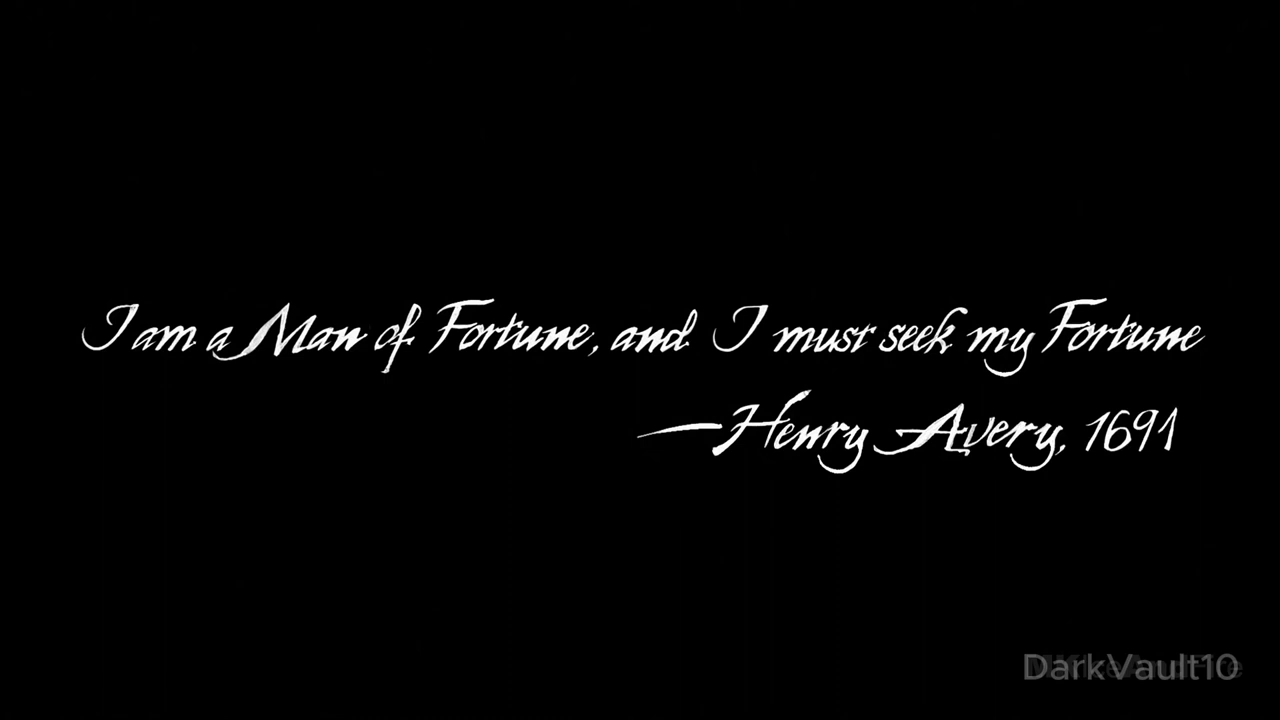 I am a Man of Fortune, and I must seek my Fortune
—Henry Avery, 1691
DarkVault10